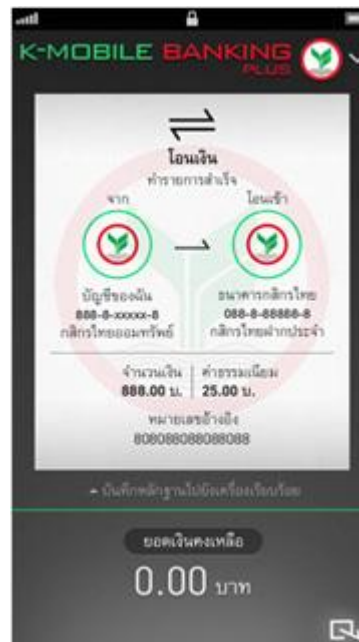 K-MOBILE BANKING
PLUS
โอนเงิน
ทำรายการสำเร็จ
จาก
โอนเข้า
บัญชีของฉัน
888-8-xxxxx-8
กสิกรไทยออมทรัพย์
ธนาคารกสิกรไทย
088-8-88888-8
กสิกรไทยฝากประจำ
จำนวนเงิน
888.00 บ.
ค่าธรรมเนียม
25.00 บ.
หมายเลขอ้างอิง
808088088088088
บันทึกหลักฐานไปยังเครื่องเรียบร้อย
ยอดเงินคงเหลือ
0.00 บาท